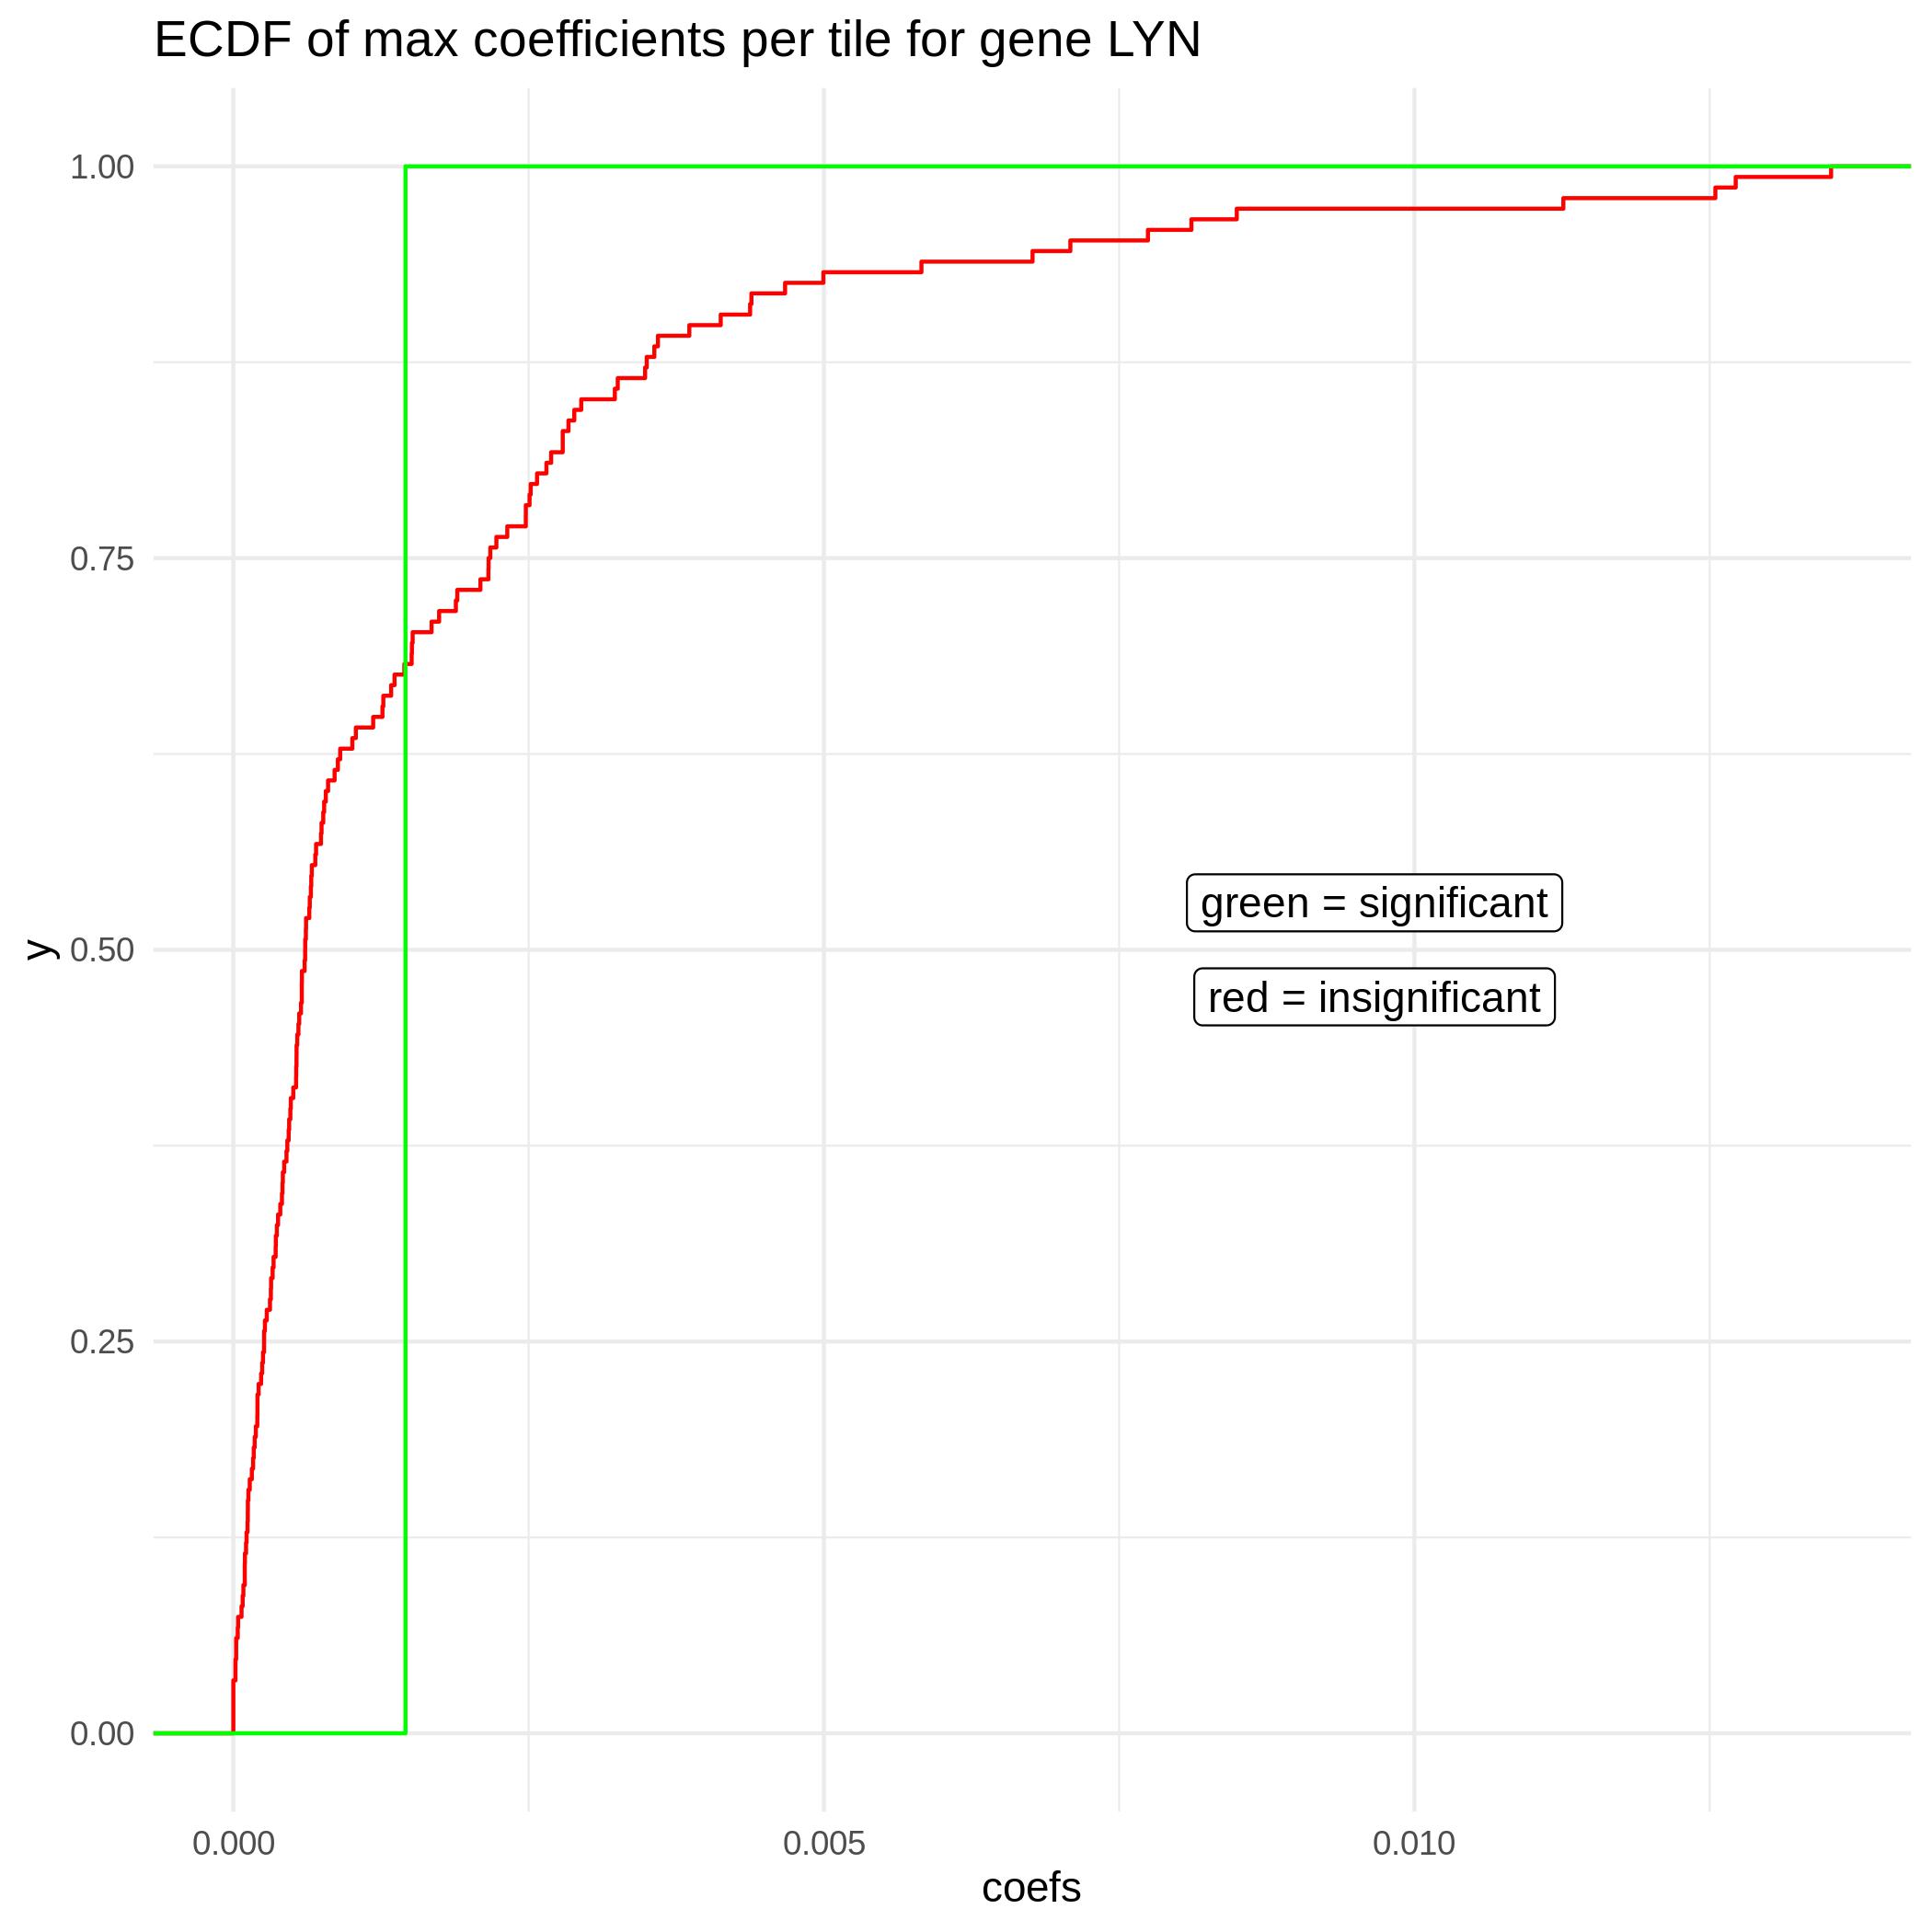 ECDF of max coefficients per tile for gene LYN
1.00
0.75
0.50
0.25
0.00
y
green = significant
red = insignificant
0.000 0.005 0.010
coefs